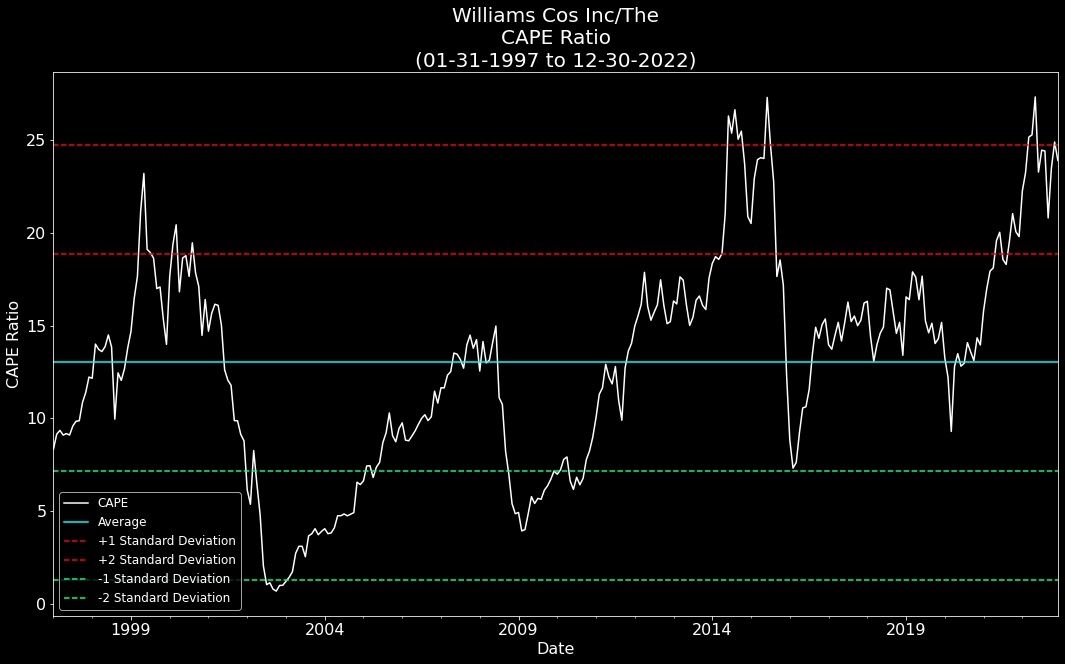 Williams Cos Inc/The
CAPE Ratio
(01-31-1997 to 12-30-2022)
CAPE Ratio
25
20
15
10
5
0
CAPE
Average
+1 Standard Deviation
+2 Standard Deviation
-1 Standard Deviation
-2 Standard Deviation
1999
2004
2009
2014
2019
Date